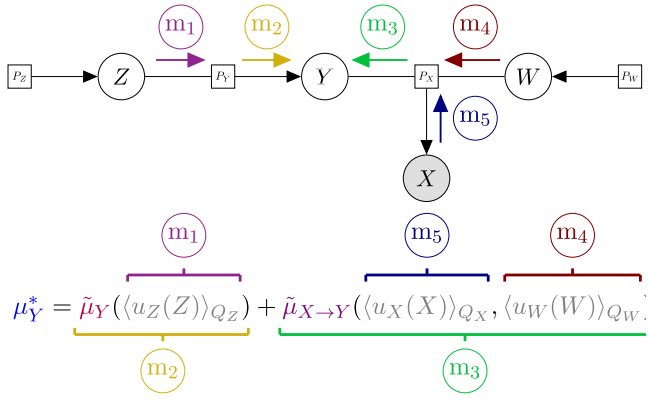 m₁ m₂ m₃ m₄
P_Z Z P_Y Y P_X W P_W
m₅
X
m₁ m₅ m₄
μ*_Y = μ̃_Y(⟨u_Z(Z)⟩_{Q_Z}) + μ̃_{X→Y}(⟨u_X(X)⟩_{Q_X}, ⟨u_W(W)⟩_{Q_W})
m₂ m₃